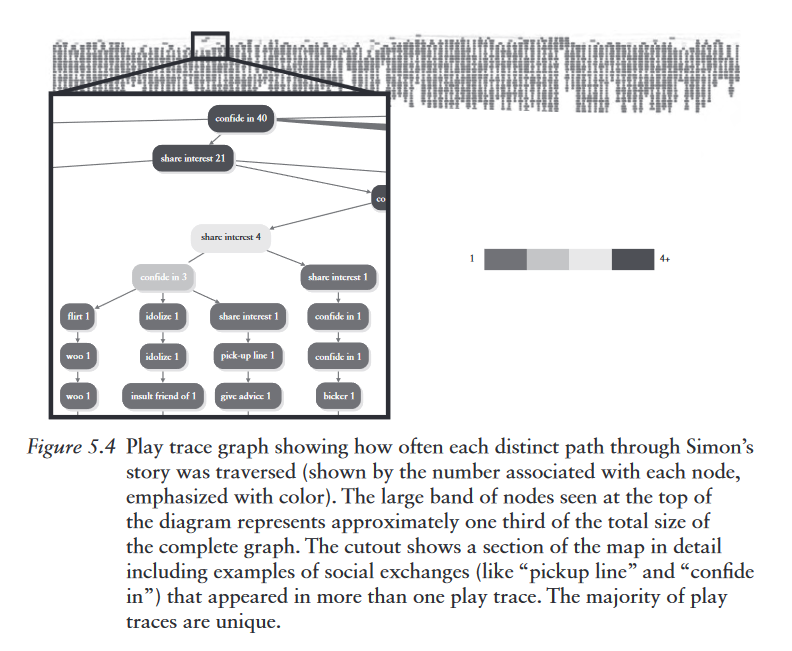 confide in 40
share interest 21
co
share interest 4
1
4+
confide in 3
share interest 1
flirt 1
idolize 1
share interest 1
confide in 1
woo 1
idolize 1
pick-up line 1
confide in 1
woo 1
insult friend of 1
give advice 1
bicker 1
Figure 5.4 Play trace graph showing how often each distinct path through Simon’s
story was traversed (shown by the number associated with each node,
emphasized with color). The large band of nodes seen at the top of
the diagram represents approximately one third of the total size of
the complete graph. The cutout shows a section of the map in detail
including examples of social exchanges (like “pickup line” and “confide
in”) that appeared in more than one play trace. The majority of play
traces are unique.